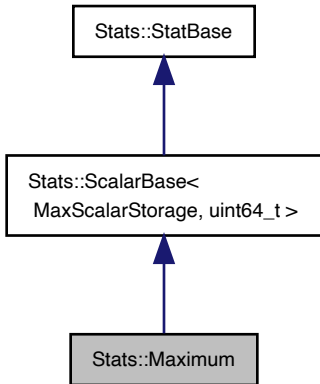 Stats::StatBase
Stats::ScalarBase<
MaxScalarStorage, uint64_t >
Stats::Maximum